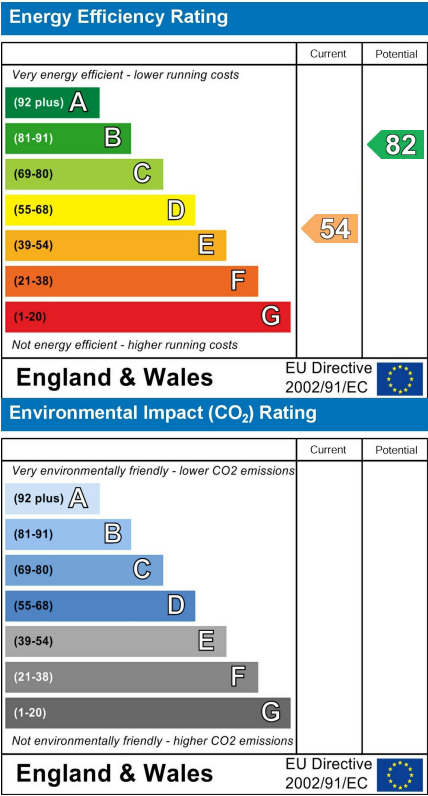 Energy Efficiency Rating
Current Potential
Very energy efficient - lower running costs
(92 plus) A
(81-91) B
82
(69-80) C
(55-68) D
54
(39-54) E
(21-38) F
(1-20) G
Not energy efficient - higher running costs
England & Wales
EU Directive
2002/91/EC
Environmental Impact (CO₂) Rating
Current Potential
Very environmentally friendly - lower CO2 emissions
(92 plus) A
(81-91) B
(69-80) C
(55-68) D
(39-54) E
(21-38) F
(1-20) G
Not environmentally friendly - higher CO2 emissions
England & Wales
EU Directive
2002/91/EC